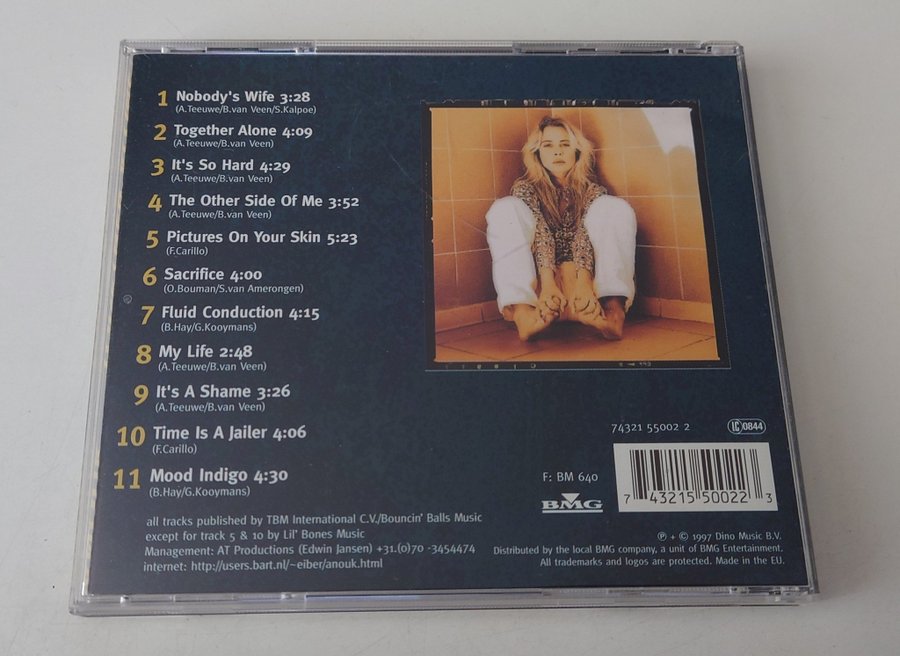 1 Nobody's Wife 3:28
(A.Teeuwe/B.van Veen/S.Kalpoe)
2 Together Alone 4:09
(A.Teeuwe/B.van Veen)
3 It's So Hard 4:29
(A.Teeuwe/B.van Veen)
4 The Other Side Of Me 3:52
(A.Teeuwe/B.van Veen)
5 Pictures On Your Skin 5:23
(F.Carillo)
6 Sacrifice 4:00
(O.Bouman/S.van Amerongen)
7 Fluid Conduction 4:15
(B.Hay/G.Kooymans)
8 My Life 2:48
(A.Teeuwe/B.van Veen)
9 It's A Shame 3:26
(A.Teeuwe/B.van Veen)
10 Time Is A Jailer 4:06
(F.Carillo)
11 Mood Indigo 4:30
(B.Hay/G.Kooymans)
all tracks published by TBM International C.V./Bouncin' Balls Music
except for track 5 & 10 by Lil' Bones Music
Management: AT Productions (Edwin Jansen) +31.(0)70 -3454474
internet: http://users.bart.nl/~eiber/anouk.html
74321 55002 2
LC 0844
F: BM 640
BMG
7 43215 50022 3
℗ + © 1997 Dino Music B.V.
Distributed by the local BMG company, a unit of BMG Entertainment.
All trademarks and logos are protected. Made in the EU.